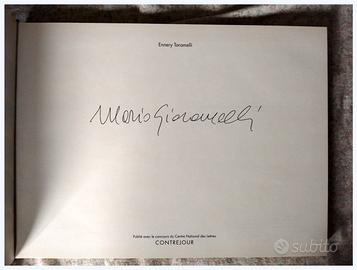 Ennery Taramelli
Mario Giacomelli
Publié avec le concours du Centre National des Lettres
CONTREJOUR
subito